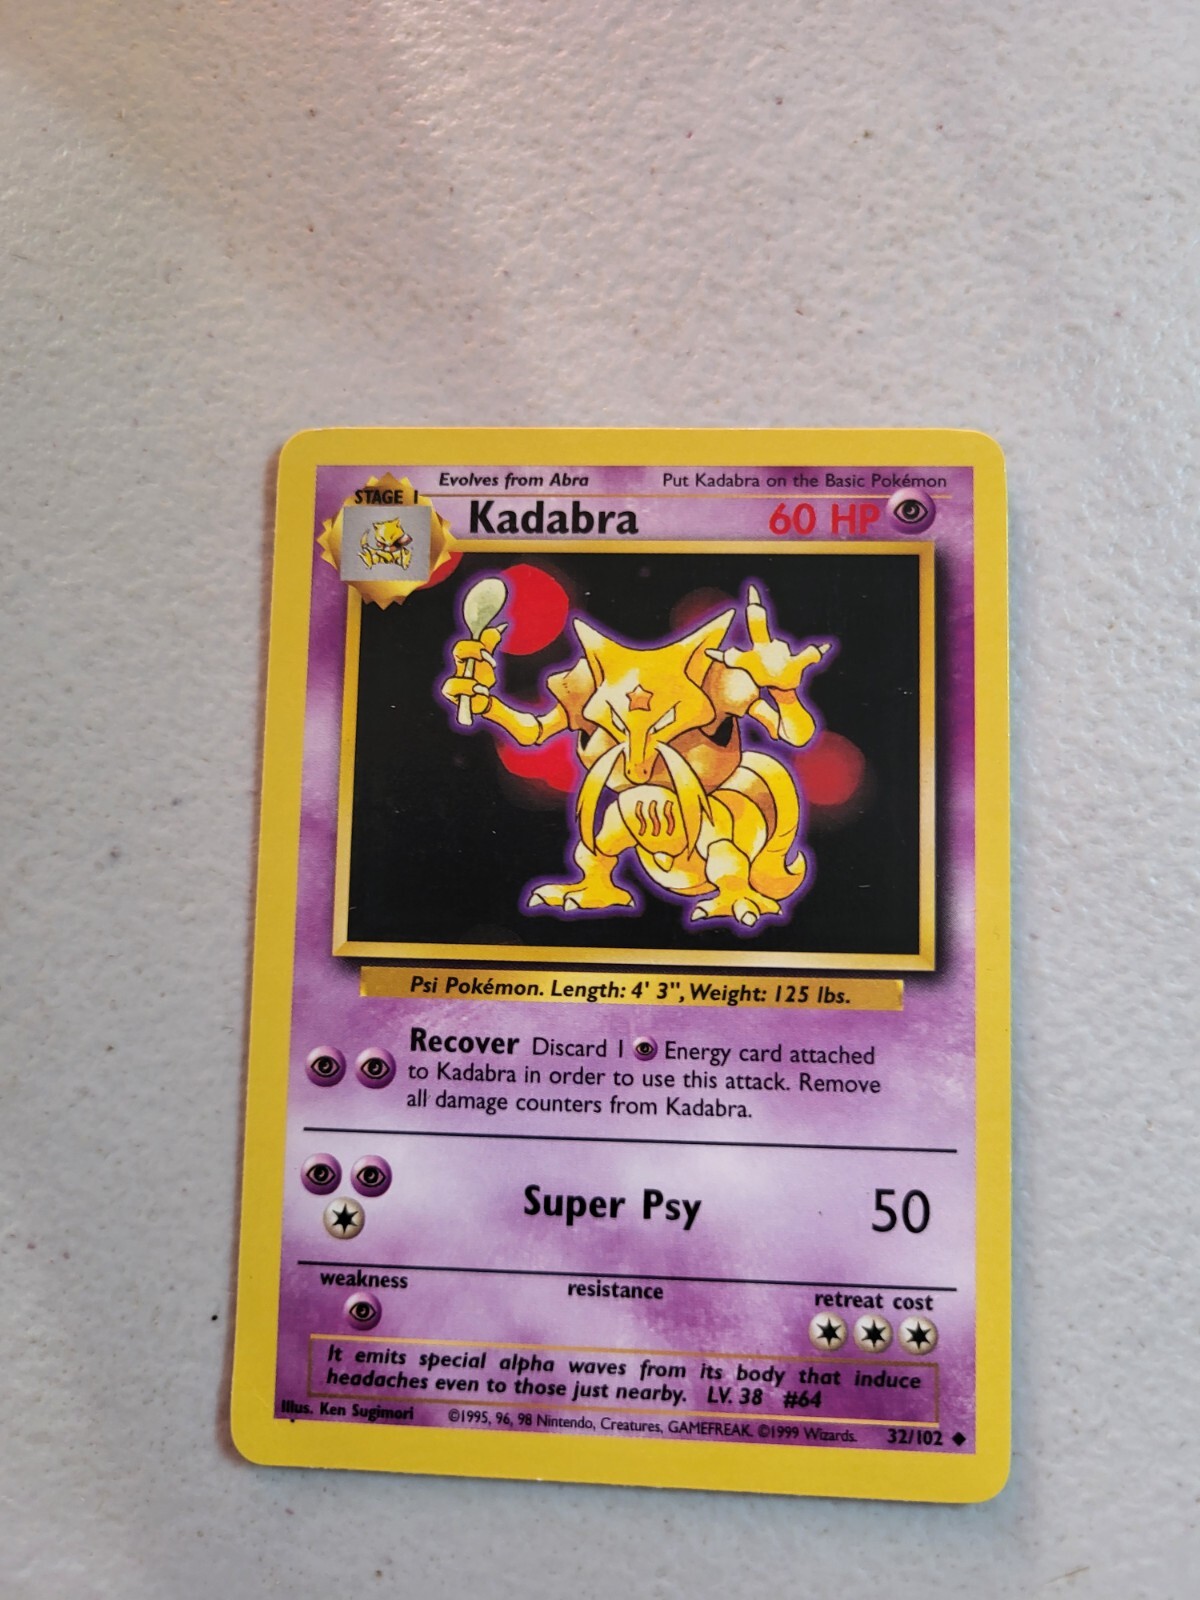 Evolves from Abra
Put Kadabra on the Basic Pokémon
STAGE 1
Kadabra
60 HP
Psi Pokémon. Length: 4' 3", Weight: 125 lbs.
Recover Discard 1 Energy card attached
to Kadabra in order to use this attack. Remove
all damage counters from Kadabra.
Super Psy 50
weakness
resistance
retreat cost
It emits special alpha waves from its body that induce
headaches even to those just nearby. LV. 38 #64
Illus. Ken Sugimori ©1995, 96, 98 Nintendo, Creatures, GAMEFREAK. ©1999 Wizards. 32/102